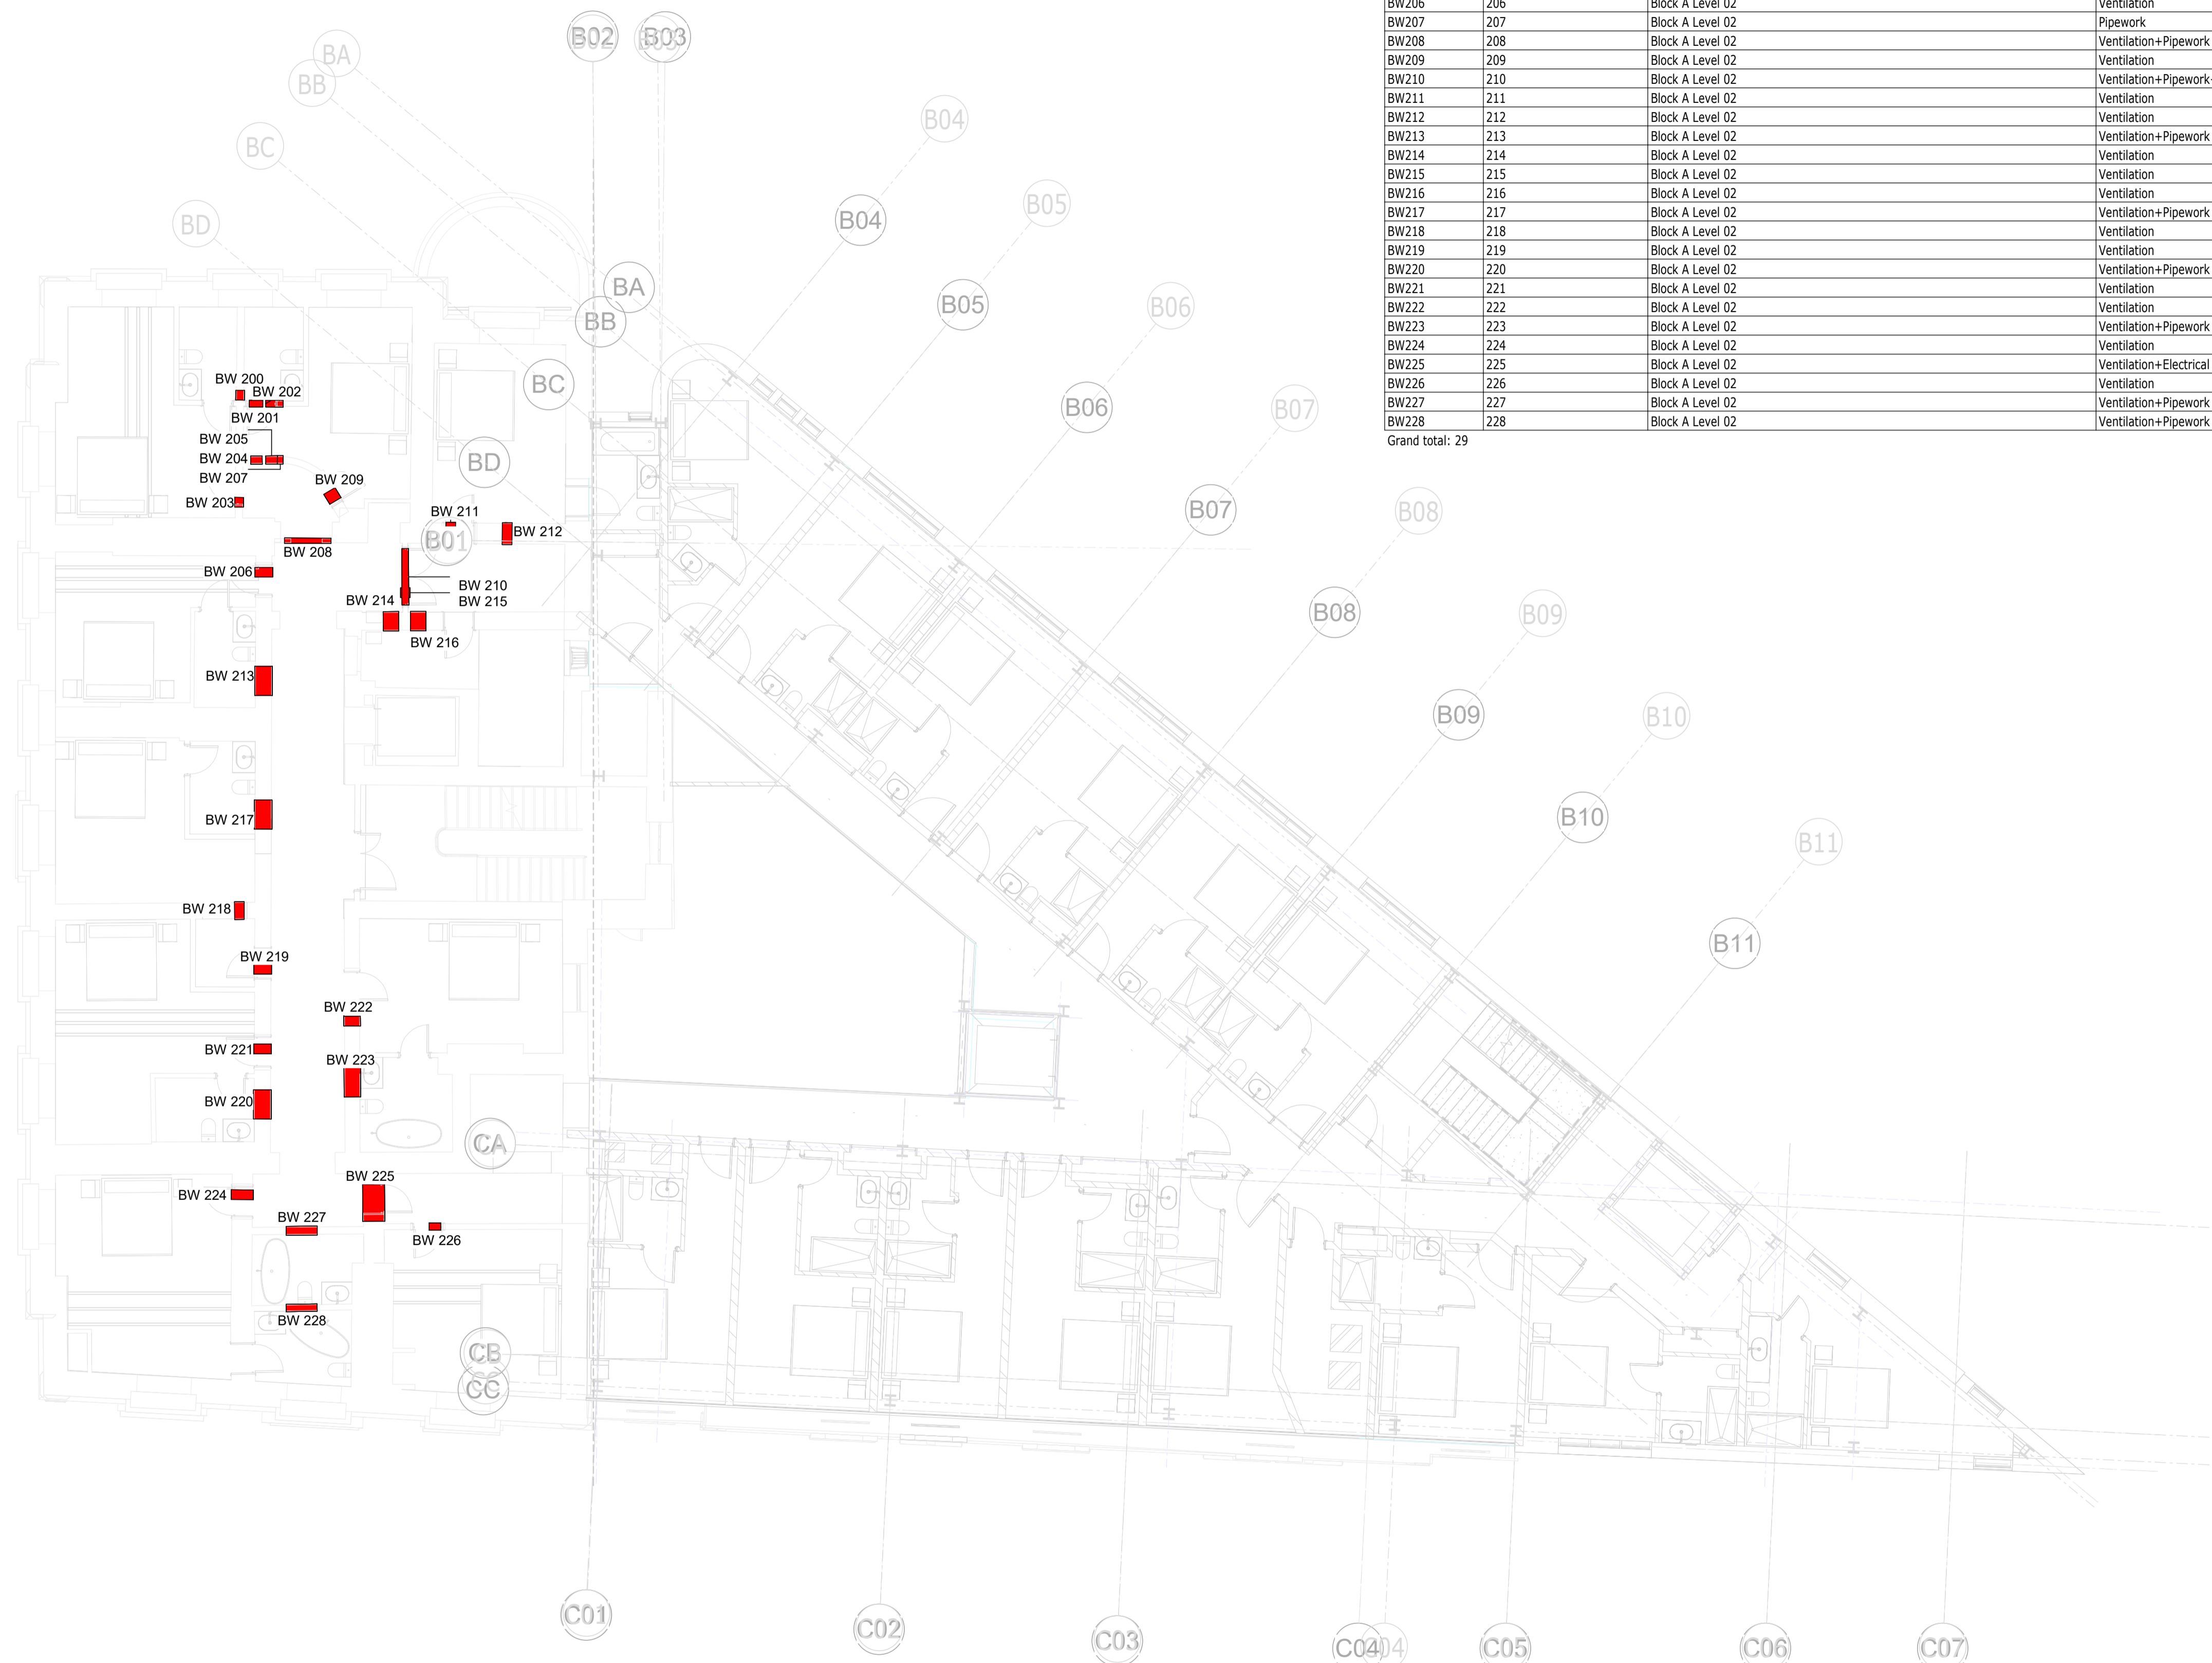 BW206 206 Block A Level 02 Ventilation
BW207 207 Block A Level 02 Pipework
BW208 208 Block A Level 02 Ventilation+Pipework
BW209 209 Block A Level 02 Ventilation
BW210 210 Block A Level 02 Ventilation+Pipework
BW211 211 Block A Level 02 Ventilation
BW212 212 Block A Level 02 Ventilation
BW213 213 Block A Level 02 Ventilation+Pipework
BW214 214 Block A Level 02 Ventilation
BW215 215 Block A Level 02 Ventilation
BW216 216 Block A Level 02 Ventilation
BW217 217 Block A Level 02 Ventilation+Pipework
BW218 218 Block A Level 02 Ventilation
BW219 219 Block A Level 02 Ventilation
BW220 220 Block A Level 02 Ventilation+Pipework
BW221 221 Block A Level 02 Ventilation
BW222 222 Block A Level 02 Ventilation
BW223 223 Block A Level 02 Ventilation+Pipework
BW224 224 Block A Level 02 Ventilation
BW225 225 Block A Level 02 Ventilation+Electrical
BW226 226 Block A Level 02 Ventilation
BW227 227 Block A Level 02 Ventilation+Pipework
BW228 228 Block A Level 02 Ventilation+Pipework
Grand total: 29
B02
B02
B03
B03
BA
BB
BC
BD
B04
B05
B06
B07
B08
B09
B10
B11
BA
BB
BC
BD
B04
B05
B06
B07
B08
B09
B10
B11
BW 200
BW 202
BW 201
BW 205
BW 204
BW 207
BW 203
BW 209
BW 211
B01
B01
BW 212
BW 208
BW 206
BW 210
BW 215
BW 214
BW 216
BW 213
BW 217
BW 218
BW 219
BW 222
BW 221
BW 223
BW 220
CA
BW 225
BW 224
BW 227
BW 226
BW 228
CB
CC
C01
C02
C03
C04
C04
C05
C06
C07